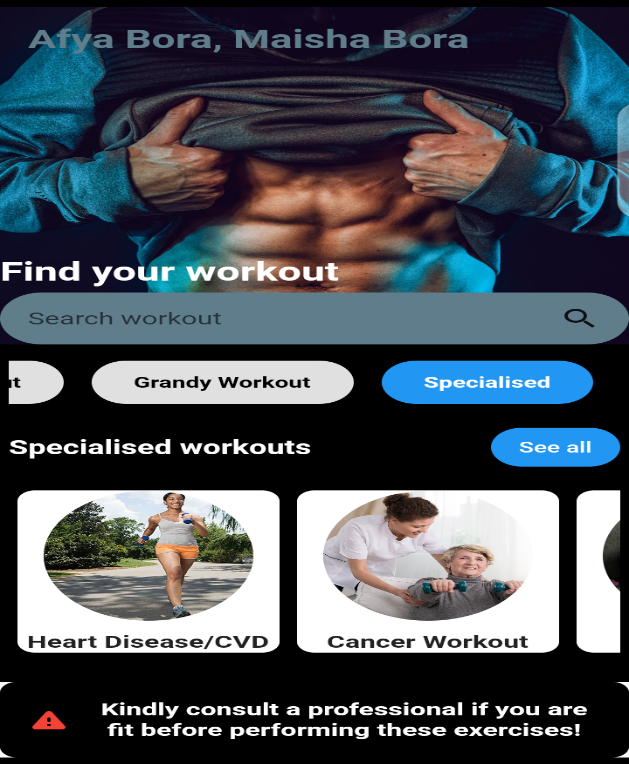 Afya Bora, Maisha Bora
Find your workout
Search workout
Grandy Workout
Specialised
Specialised workouts
See all
Heart Disease/CVD
Cancer Workout
Kindly consult a professional if you are
fit before performing these exercises!